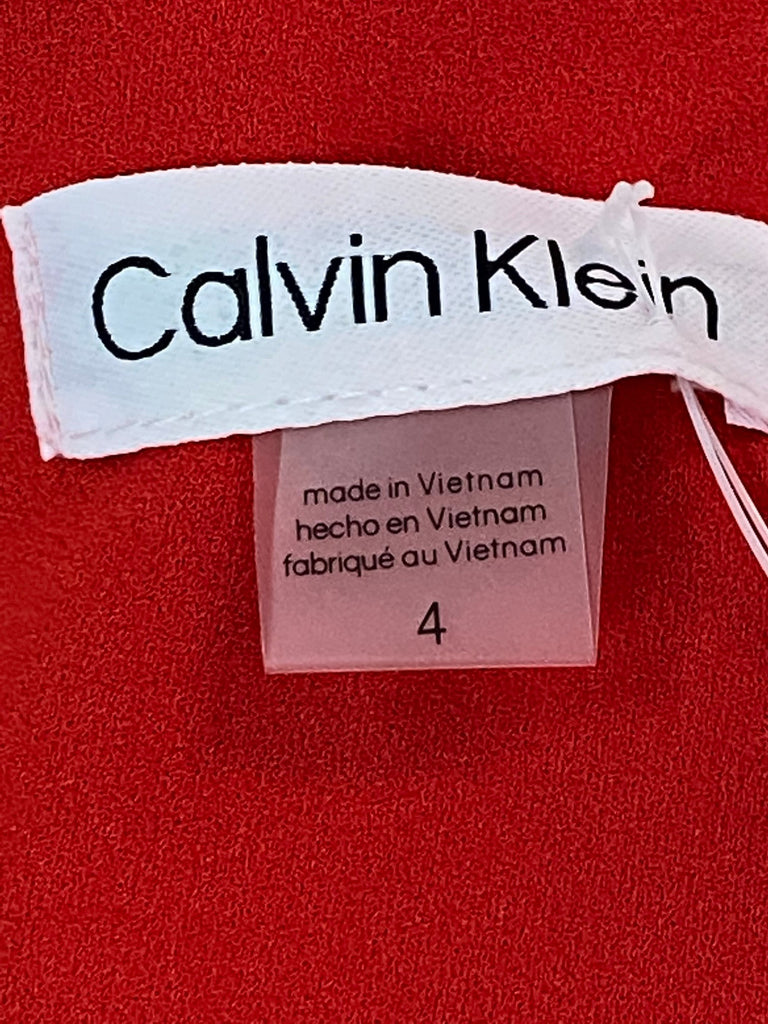 Calvin Klein
made in Vietnam
hecho en Vietnam
fabriqué au Vietnam
4